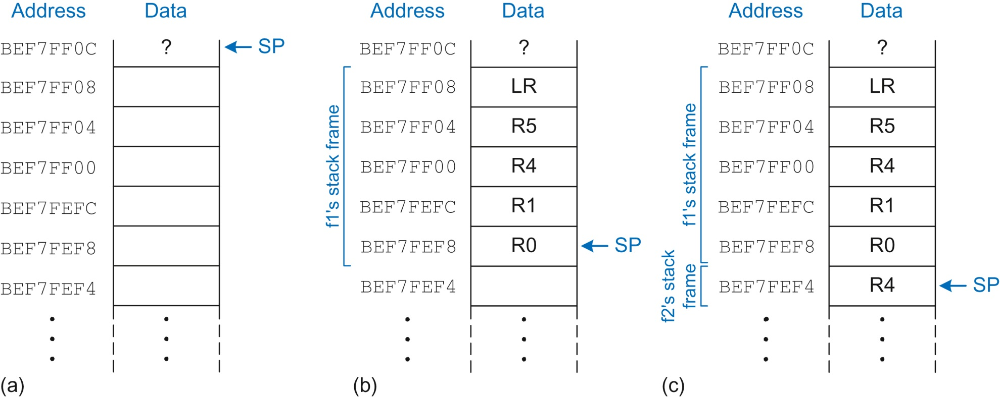 Address Data
BEF7FF0C ? SP
BEF7FF08
BEF7FF04
BEF7FF00
BEF7FEFC
BEF7FEF8
BEF7FEF4
(a)
Address Data
BEF7FF0C ?
BEF7FF08 LR
BEF7FF04 R5
BEF7FF00 R4
BEF7FEFC R1
BEF7FEF8 R0 SP
BEF7FEF4
f1's stack frame
(b)
Address Data
BEF7FF0C ?
BEF7FF08 LR
BEF7FF04 R5
BEF7FF00 R4
BEF7FEFC R1
BEF7FEF8 R0
BEF7FEF4 R4 SP
f1's stack frame
f2's stack
frame
(c)